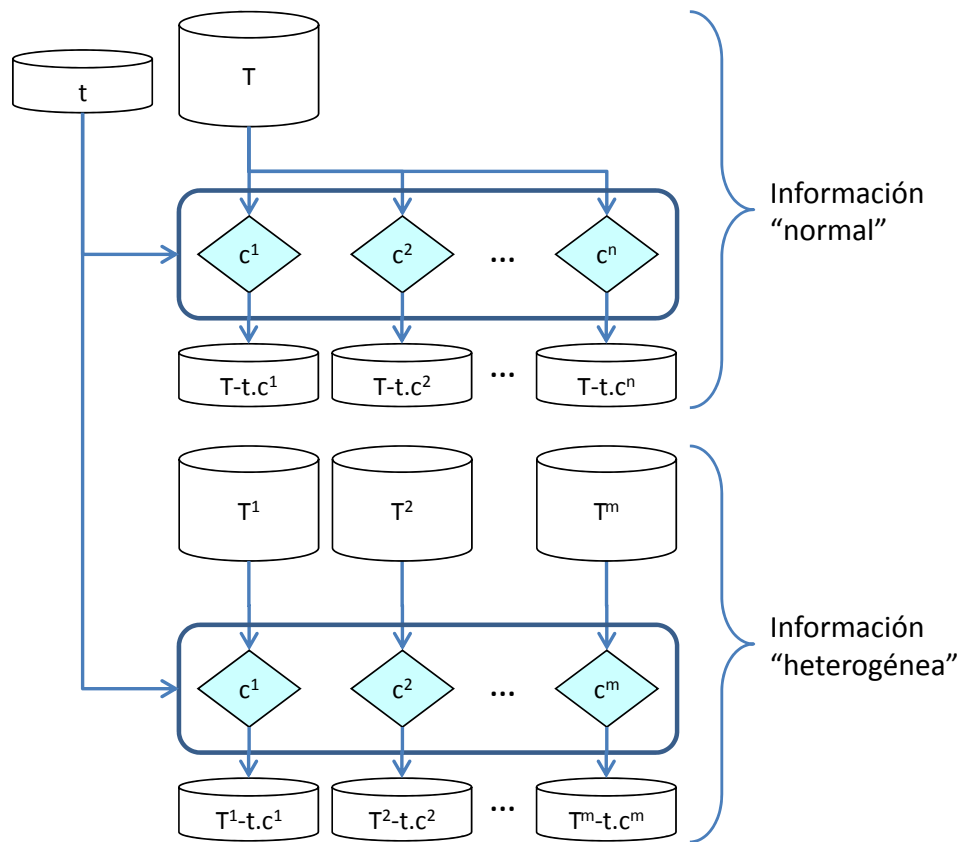 t
T
c¹
c²
...
cⁿ
T-t.c¹
T-t.c²
...
T-t.cⁿ
Información
“normal”
T¹
T²
Tᵐ
c¹
c²
...
cᵐ
T¹-t.c¹
T²-t.c²
...
Tᵐ-t.cᵐ
Información
“heterogénea”